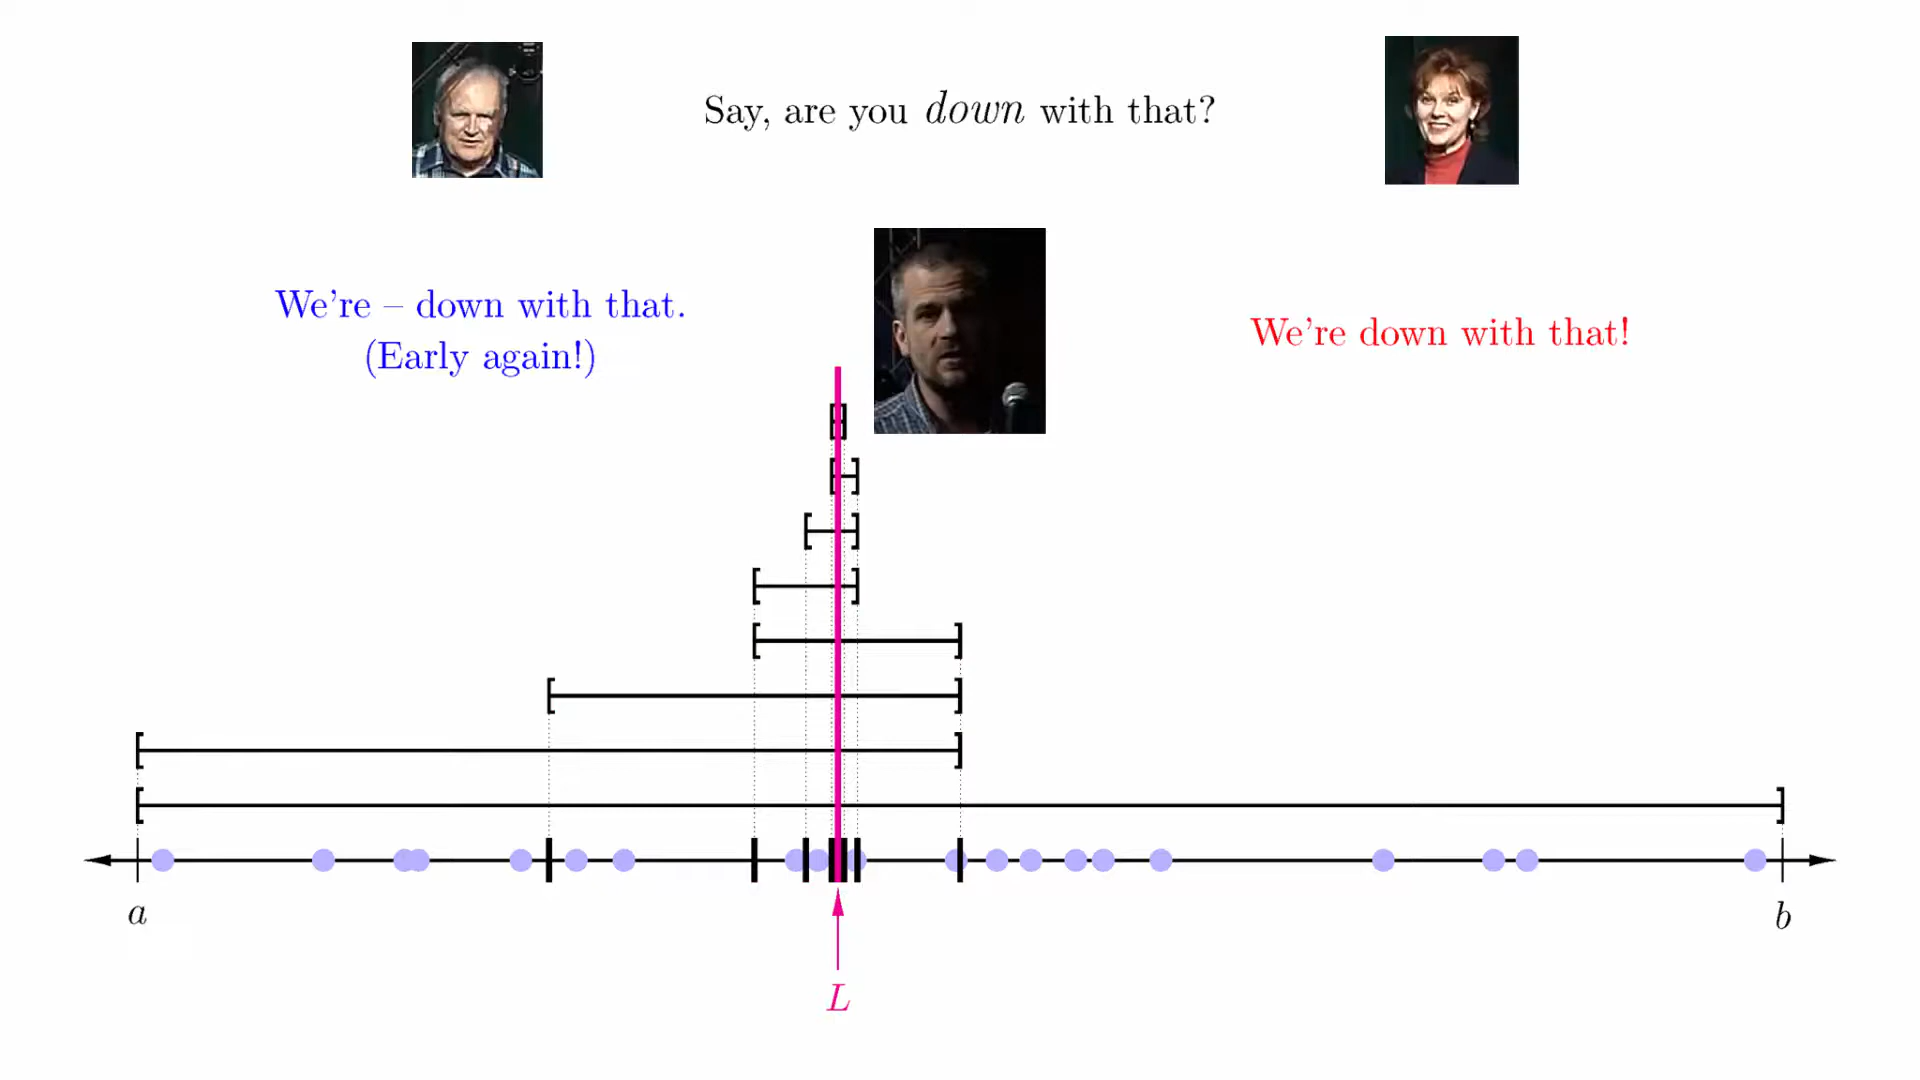 Say, are you down with that?
We're – down with that.
(Early again!)
We're down with that!
a
b
L